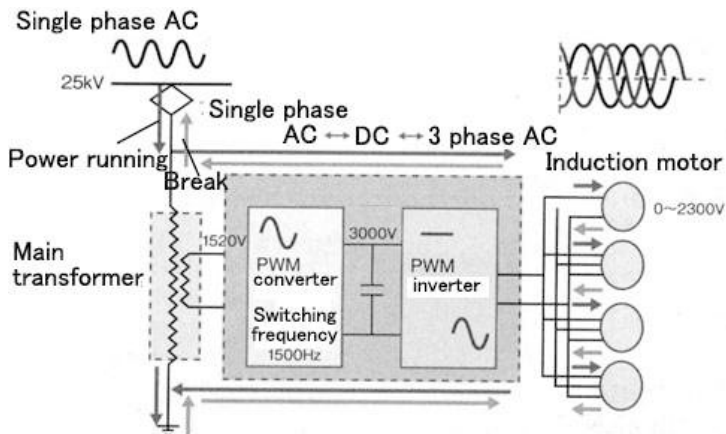 Single phase AC
25kV
Single phase
AC ↔ DC ↔ 3 phase AC
Power running
Break
Induction motor
0～2300V
Main
transformer
1520V
PWM
converter
Switching
frequency
1500Hz
3000V
PWM
inverter